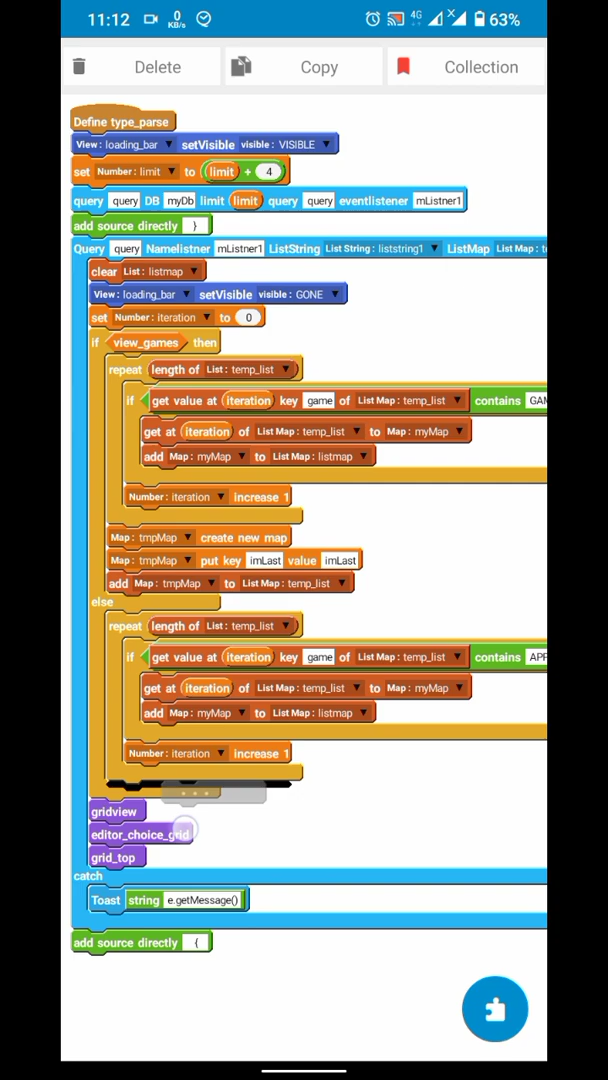 11:12 0 KB/s 4G X 63%
Delete Copy Collection
Define type_parse
View: loading_bar setVisible visible: VISIBLE
set Number: limit to limit + 4
query query DB myDb limit limit query query eventlistener mListner1
add source directly }
Query query Namelistner mListner1 ListString List String: liststring1 ListMap List Map:
clear List: listmap
View: loading_bar setVisible visible: GONE
set Number: iteration to 0
if view_games then
repeat length of List: temp_list
if get value at iteration key game of List Map: temp_list contains
get at iteration of List Map: temp_list to Map: myMap
add Map: myMap to List Map: listmap
Number: iteration increase 1
Map: tmpMap create new map
Map: tmpMap put key imLast value imLast
add Map: tmpMap to List Map: temp_list
else
repeat length of List: temp_list
if get value at iteration key game of List Map: temp_list contains
get at iteration of List Map: temp_list to Map: myMap
add Map: myMap to List Map: listmap
Number: iteration increase 1
gridview
editor_choice_grid
grid_top
catch
Toast string e.getMessage()
add source directly {